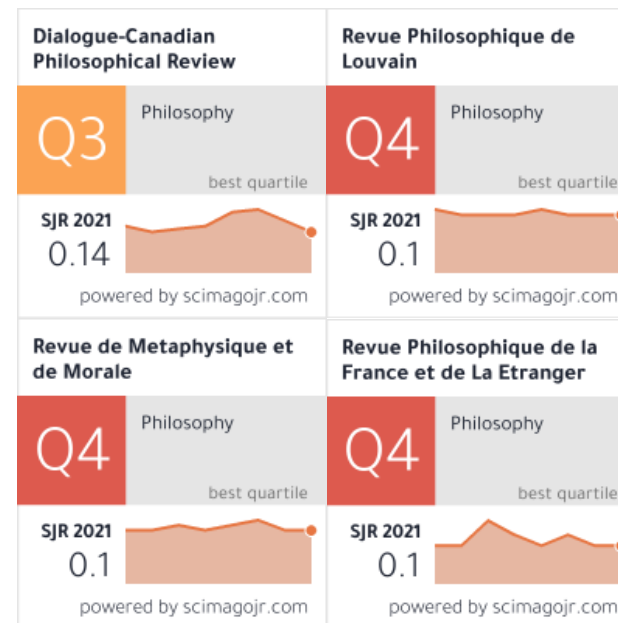 Dialogue-Canadian
Philosophical Review
Q3
Philosophy
best quartile
SJR 2021
0.14
powered by scimagojr.com
Revue Philosophique de
Louvain
Q4
Philosophy
best quartile
SJR 2021
0.1
powered by scimagojr.com
Revue de Metaphysique et
de Morale
Q4
Philosophy
best quartile
SJR 2021
0.1
powered by scimagojr.com
Revue Philosophique de la
France et de La Etranger
Q4
Philosophy
best quartile
SJR 2021
0.1
powered by scimagojr.com